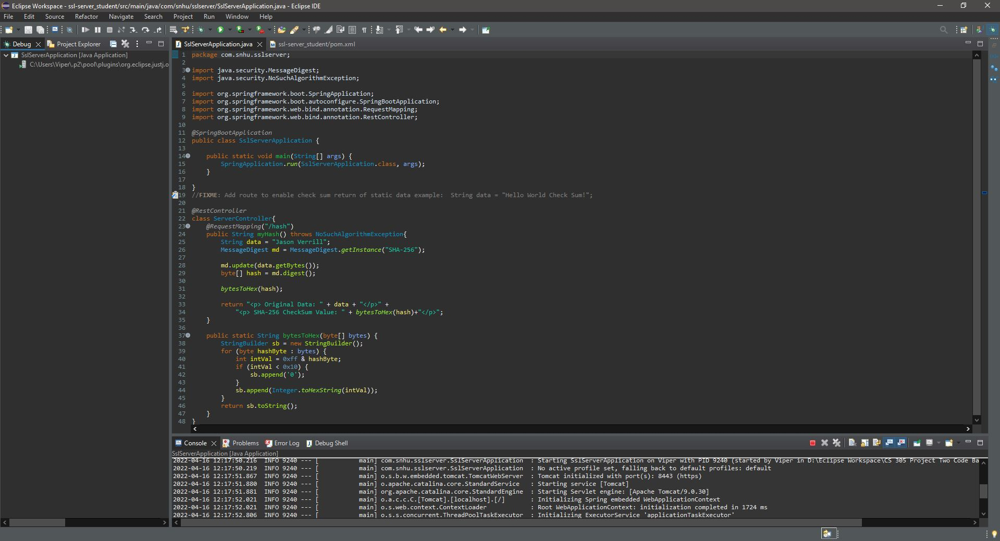 Eclipse Workspace - ssl-server_student/src/main/java/com/snhu/sslserver/SslServerApplication.java - Eclipse IDE
File Edit Source Refactor Navigate Search Project Run Window Help
Debug Project Explorer
SslServerApplication [Java Application]
C:\Users\Viper\.p2\pool\plugins\org.eclipse.justj.o
SslServerApplication.java ssl-server_student/pom.xml
1 package com.snhu.sslserver;
2
3 import java.security.MessageDigest;
4 import java.security.NoSuchAlgorithmException;
5
6 import org.springframework.boot.SpringApplication;
7 import org.springframework.boot.autoconfigure.SpringBootApplication;
8 import org.springframework.web.bind.annotation.RequestMapping;
9 import org.springframework.web.bind.annotation.RestController;
10
11 @SpringBootApplication
12 public class SslServerApplication {
13
14 public static void main(String[] args) {
15 SpringApplication.run(SslServerApplication.class, args);
16 }
17
18 }
19 //FIXME: Add route to enable check sum return of static data example:  String data = "Hello World Check Sum!";
20
21 @RestController
22 class ServerController{
23 @RequestMapping("/hash")
24 public String myHash() throws NoSuchAlgorithmException{
25 String data = "Jason Verrill";
26 MessageDigest md = MessageDigest.getInstance("SHA-256");
27
28 md.update(data.getBytes());
29 byte[] hash = md.digest();
30
31 bytesToHex(hash);
32
33 return "<p> Original Data: " + data + "</p>" +
34 "<p> SHA-256 CheckSum Value: " + bytesToHex(hash)+"</p>";
35 }
36
37 public static String bytesToHex(byte[] bytes) {
38 StringBuilder sb = new StringBuilder();
39 for (byte hashByte : bytes) {
40 int intVal = 0xff & hashByte;
41 if (intVal < 0x10) {
42 sb.append('0');
43 }
44 sb.append(Integer.toHexString(intVal));
45 }
46 return sb.toString();
47 }
48 }
Console Problems Error Log Debug Shell
SslServerApplication [Java Application]
2022-04-16 12:17:50.216  INFO 9240 --- [           main] com.snhu.sslserver.SslServerApplication  : Starting SslServerApplication on Viper with PID 9240 (started by Viper in D:\Eclipse Workspace\CS 305 Project Two Code Ba
2022-04-16 12:17:50.219  INFO 9240 --- [           main] com.snhu.sslserver.SslServerApplication  : No active profile set, falling back to default profiles: default
2022-04-16 12:17:51.867  INFO 9240 --- [           main] o.s.b.w.embedded.tomcat.TomcatWebServer  : Tomcat initialized with port(s): 8443 (https)
2022-04-16 12:17:51.880  INFO 9240 --- [           main] o.apache.catalina.core.StandardService   : Starting service [Tomcat]
2022-04-16 12:17:51.881  INFO 9240 --- [           main] org.apache.catalina.core.StandardEngine  : Starting Servlet engine: [Apache Tomcat/9.0.30]
2022-04-16 12:17:52.021  INFO 9240 --- [           main] o.a.c.c.C.[Tomcat].[localhost].[/]       : Initializing Spring embedded WebApplicationContext
2022-04-16 12:17:52.021  INFO 9240 --- [           main] o.s.web.context.ContextLoader            : Root WebApplicationContext: initialization completed in 1724 ms
2022-04-16 12:17:52.806  INFO 9240 --- [           main] o.s.s.concurrent.ThreadPoolTaskExecutor  : Initializing ExecutorService 'applicationTaskExecutor'